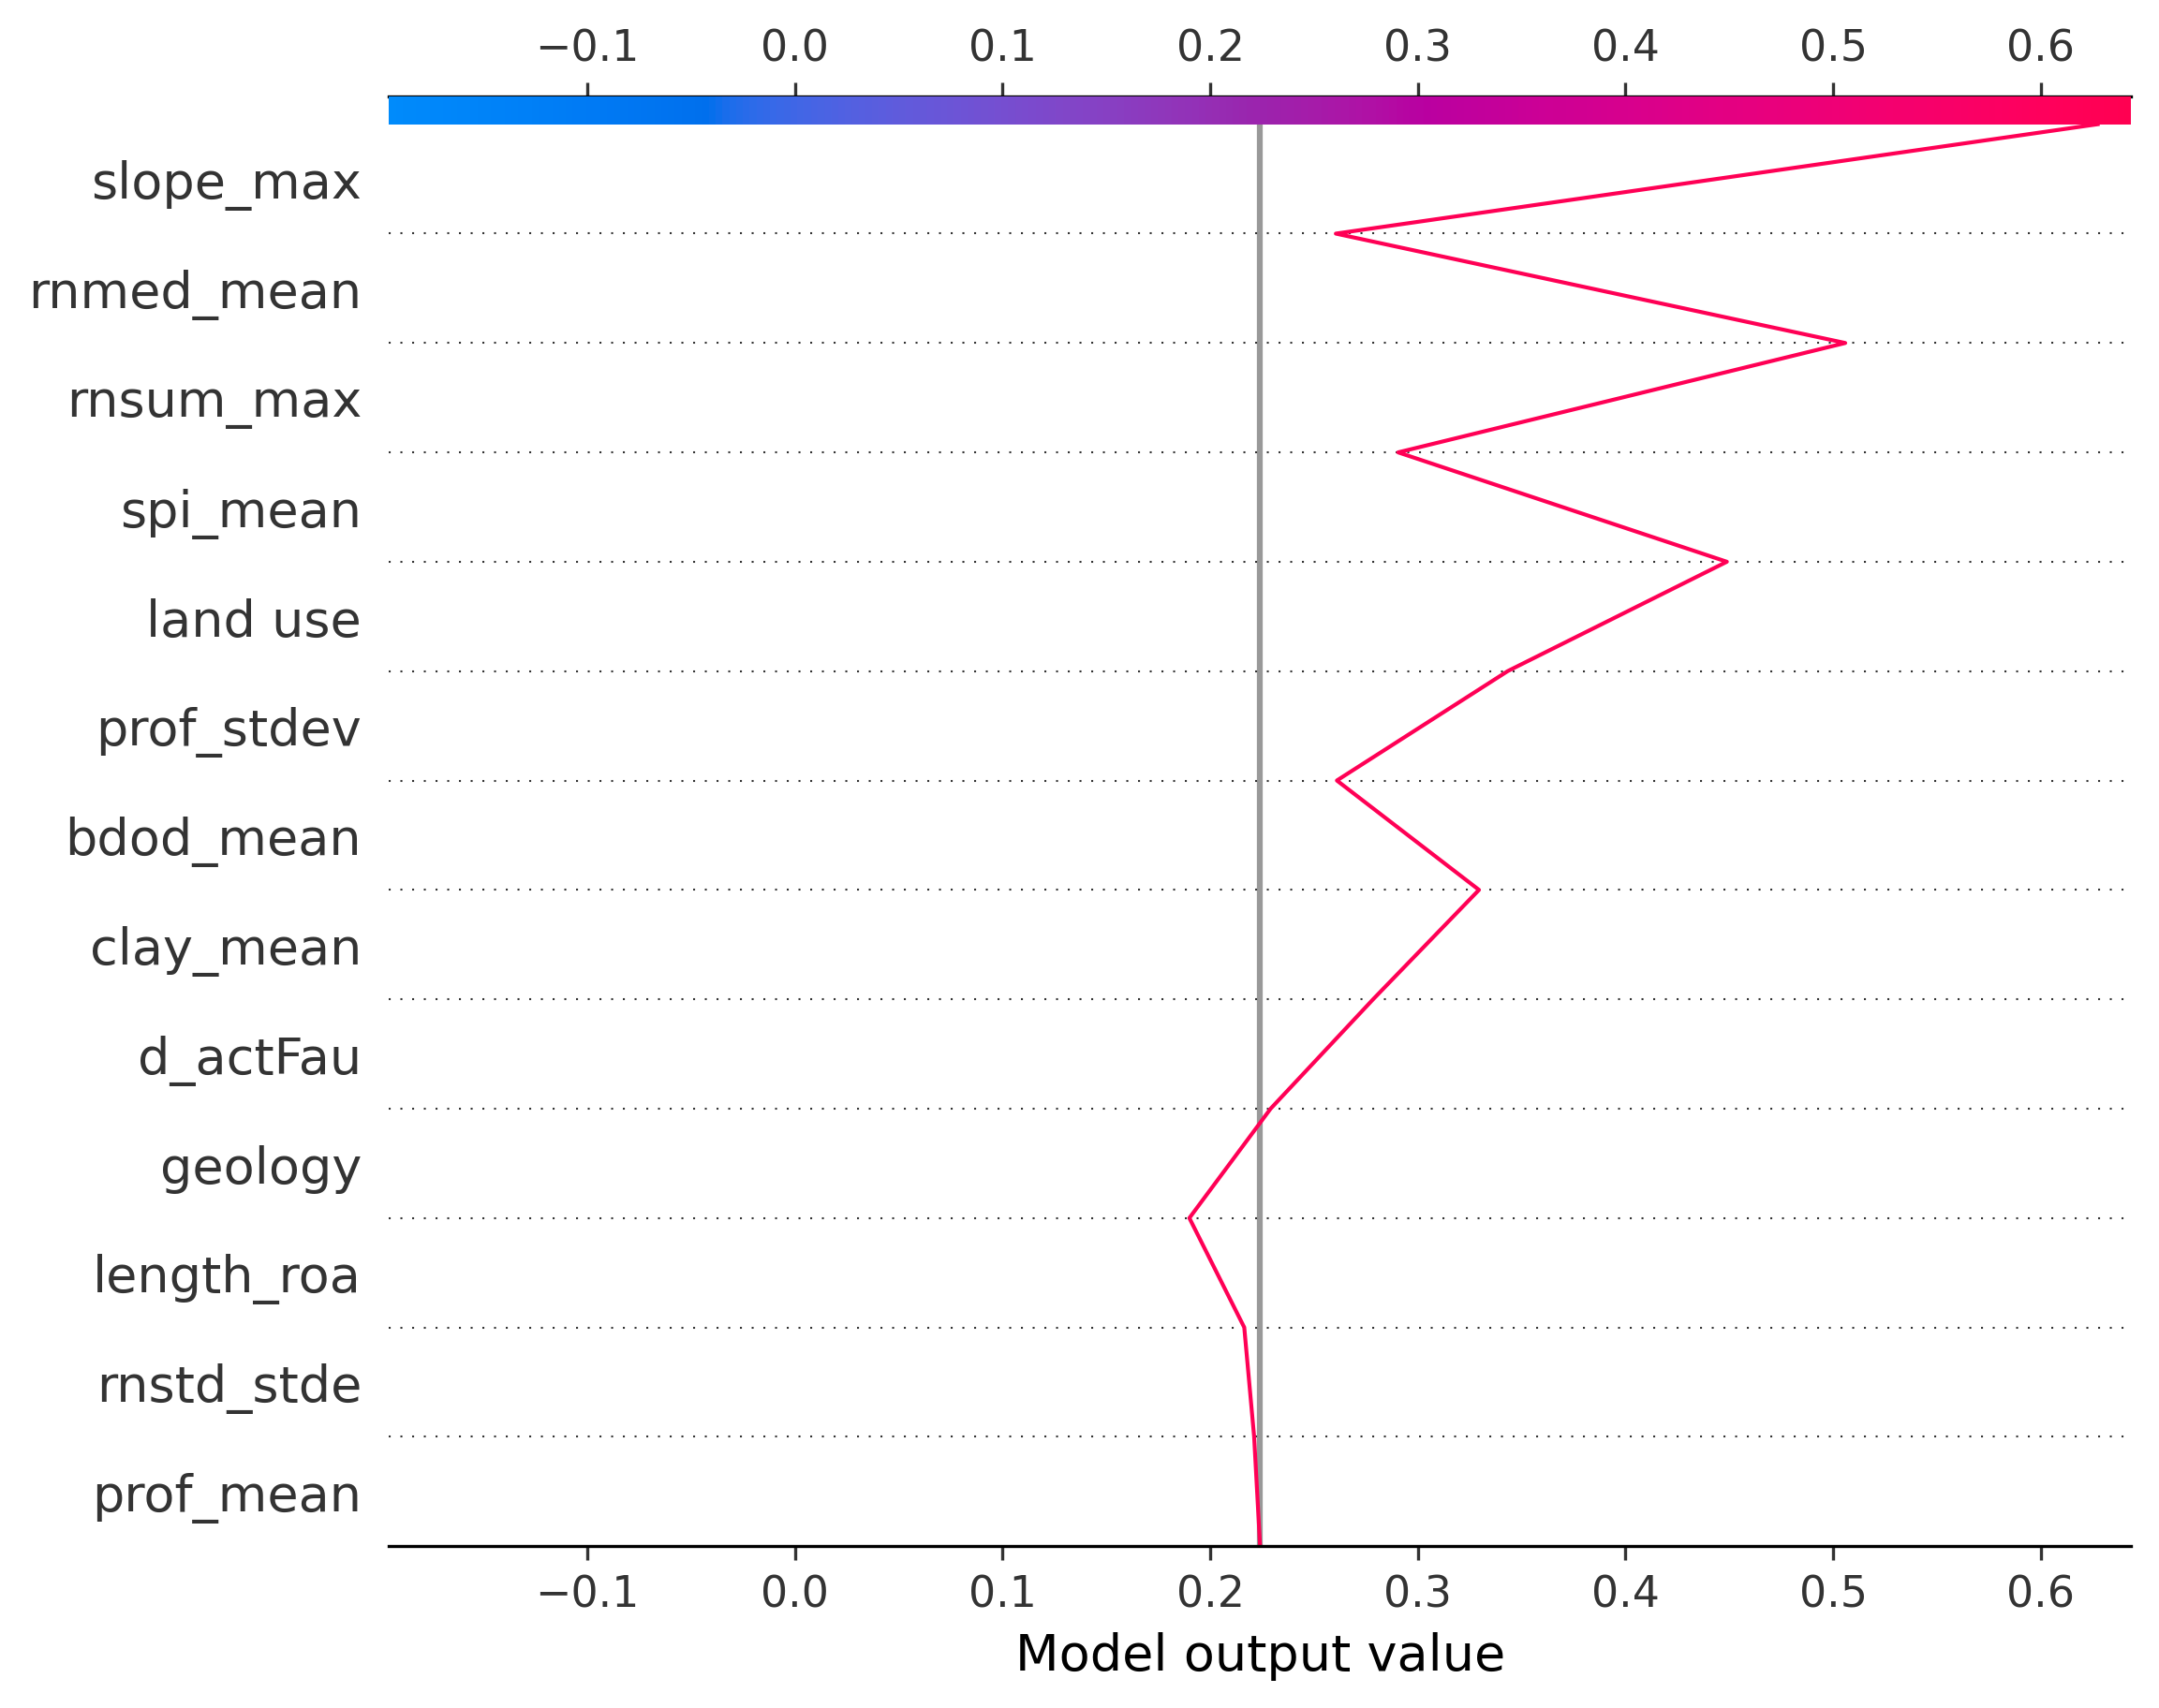 −0.1 0.0 0.1 0.2 0.3 0.4 0.5 0.6
slope_max
rnmed_mean
rnsum_max
spi_mean
land use
prof_stdev
bdod_mean
clay_mean
d_actFau
geology
length_roa
rnstd_stde
prof_mean
−0.1 0.0 0.1 0.2 0.3 0.4 0.5 0.6
Model output value